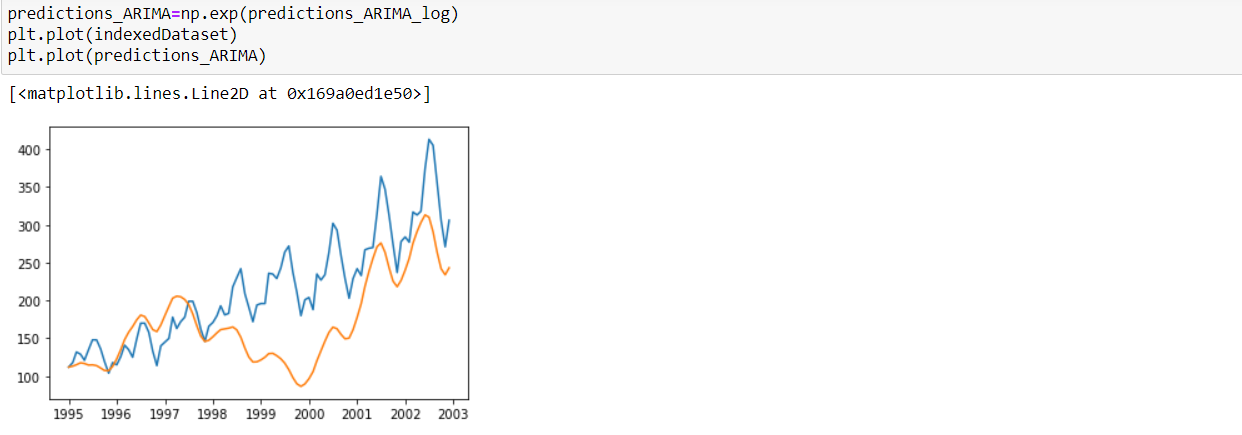 predictions_ARIMA=np.exp(predictions_ARIMA_log)
plt.plot(indexedDataset)
plt.plot(predictions_ARIMA)
[<matplotlib.lines.Line2D at 0x169a0ed1e50>]
400
350
300
250
200
150
100
1995 1996 1997 1998 1999 2000 2001 2002 2003